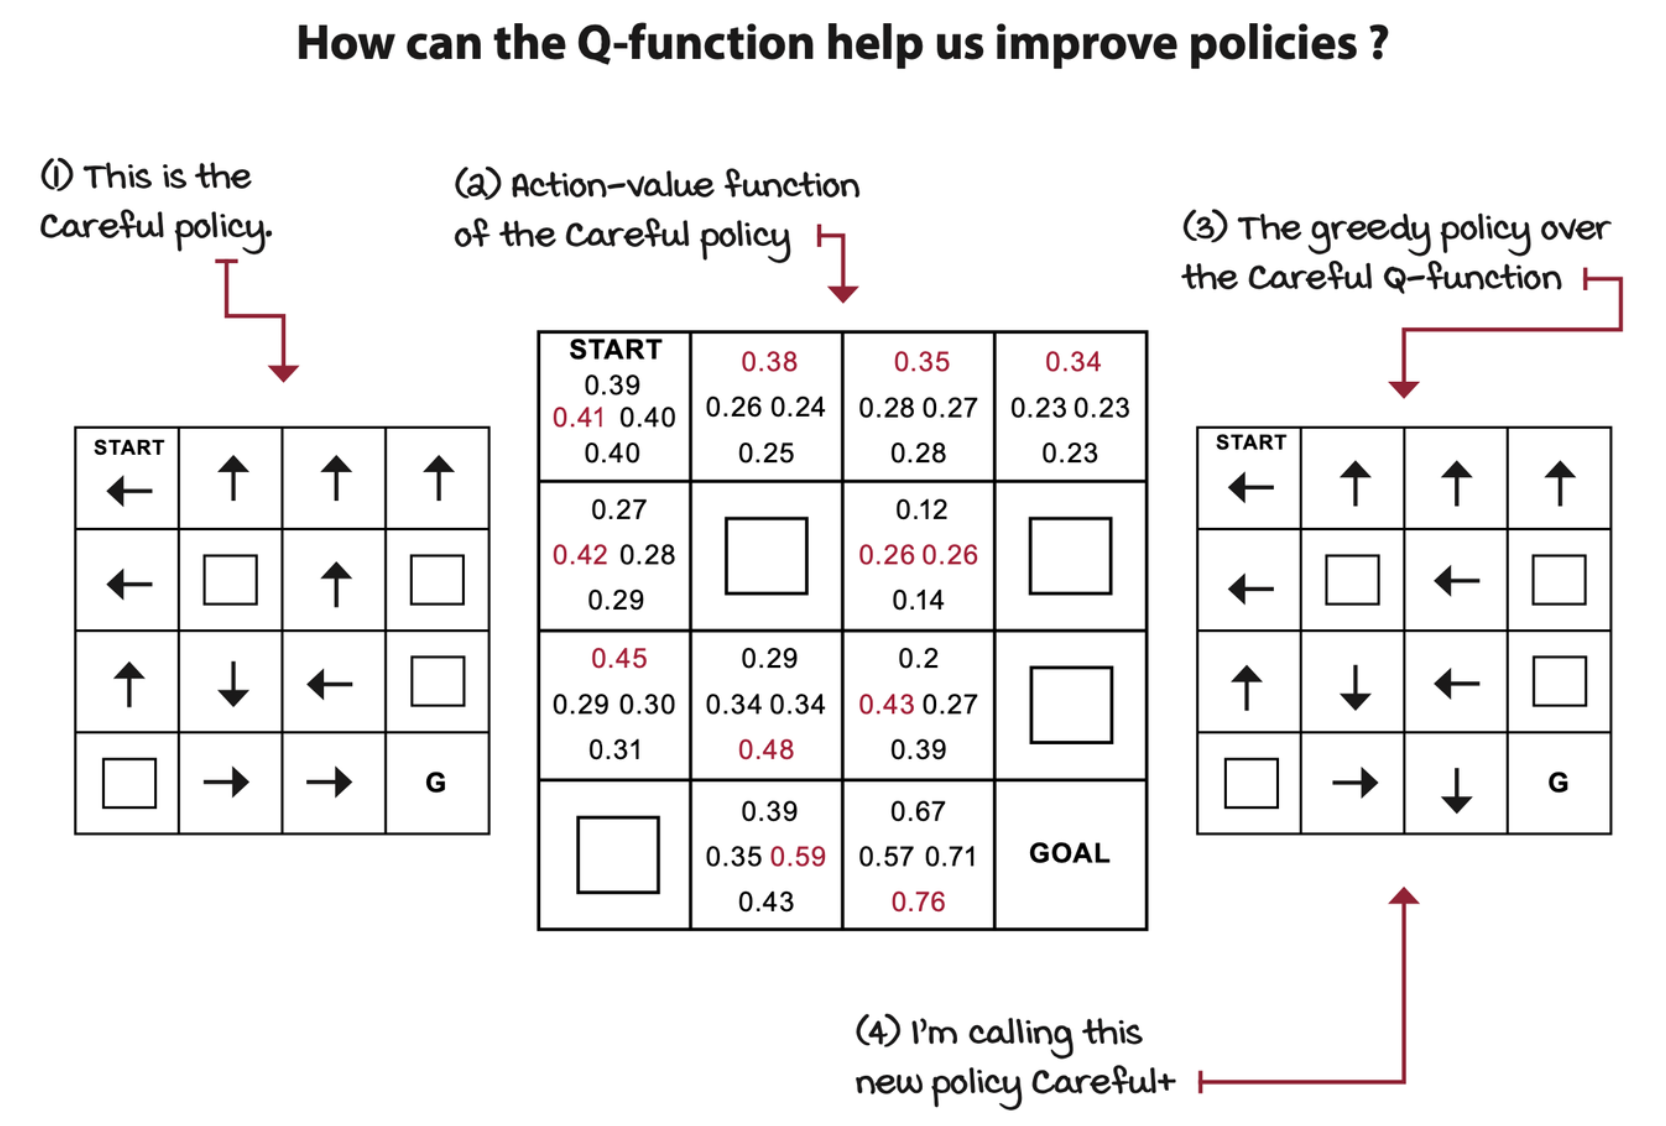 How can the Q-function help us improve policies ?
(1) This is the
Careful policy.
(2) Action-value function
of the Careful policy
(3) The greedy policy over
the Careful Q-function
START
START
0.39
0.41 0.40
0.40
0.38
0.26 0.24
0.25
0.35
0.28 0.27
0.28
0.34
0.23 0.23
0.23
0.27
0.42 0.28
0.29
0.12
0.26 0.26
0.14
0.45
0.29 0.30
0.31
0.29
0.34 0.34
0.48
0.2
0.43 0.27
0.39
0.39
0.35 0.59
0.43
0.67
0.57 0.71
0.76
GOAL
G
START
G
(4) I'm calling this
new policy Careful+